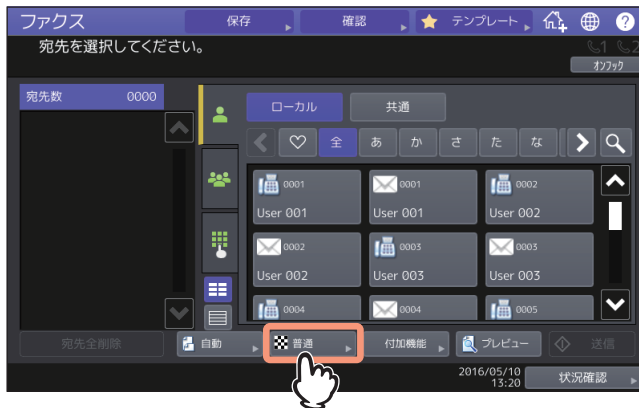 ファクス 保存 確認 テンプレート ?
宛先を選択してください。 1 2
オンフック
宛先数 0000
ローカル 共通
全 あ か さ た な
0001 0001 0002
User 001 User 001 User 002
0002 0003 0003
User 002 User 003 User 003
0004 0004 0005
宛先全削除 自動 普通 付加機能 プレビュー 送信
2016/05/10
13:20
状況確認